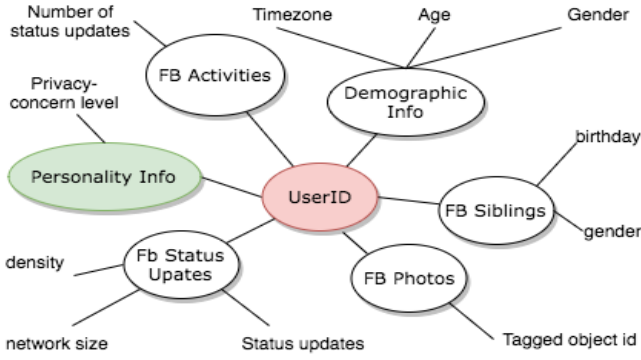 Number of
status updates
Timezone
Age
Gender
FB Activities
Privacy-
concern level
Demographic
Info
birthday
Personality Info
UserID
FB Siblings
gender
Fb Status
Upates
density
FB Photos
network size
Status updates
Tagged object id